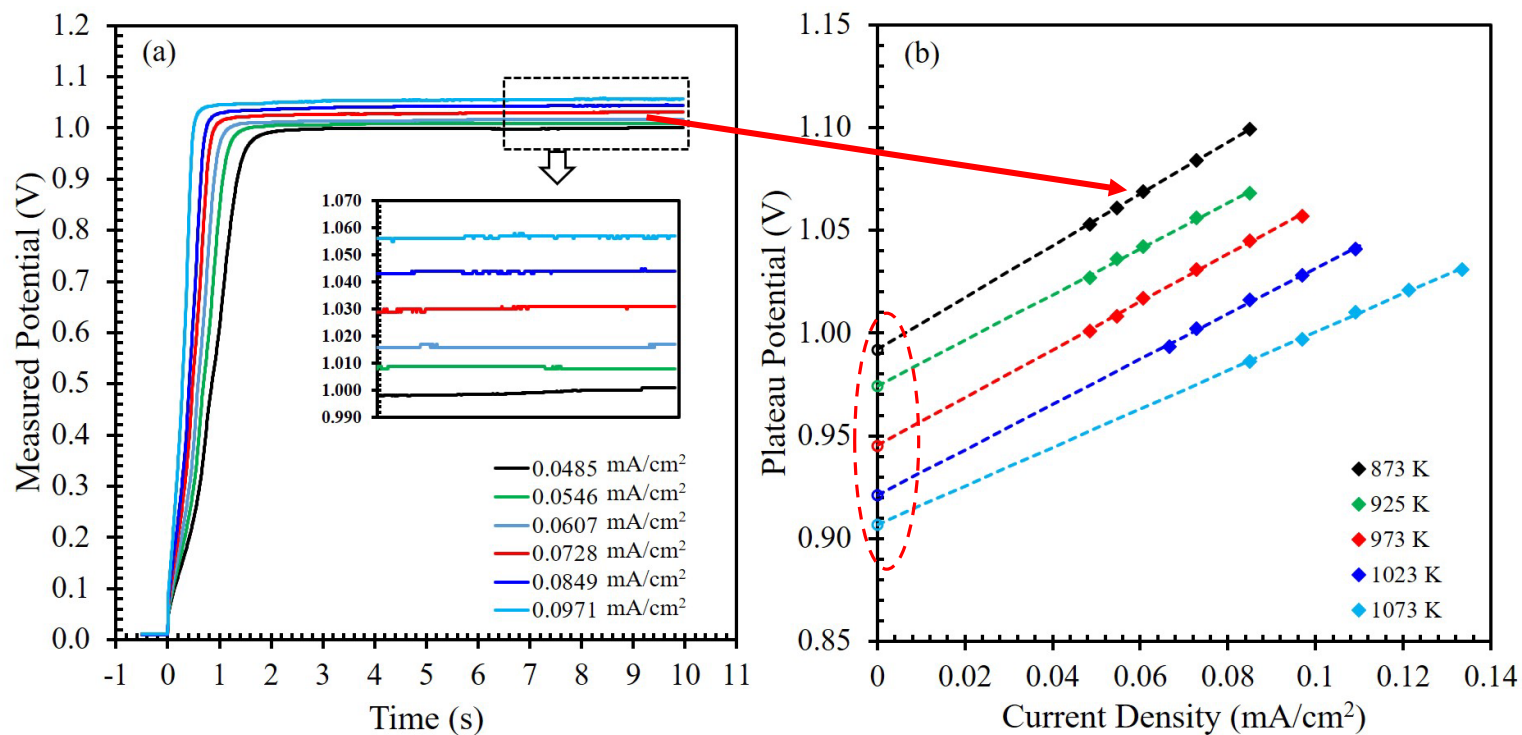 (a)
Measured Potential (V)
1.2
1.1
1.0
0.9
0.8
0.7
0.6
0.5
0.4
0.3
0.2
0.1
0.0
-1 0 1 2 3 4 5 6 7 8 9 10 11
Time (s)
1.070
1.060
1.050
1.040
1.030
1.020
1.010
1.000
0.990
0.0485 mA/cm²
0.0546 mA/cm²
0.0607 mA/cm²
0.0728 mA/cm²
0.0849 mA/cm²
0.0971 mA/cm²
(b)
Plateau Potential (V)
1.15
1.10
1.05
1.00
0.95
0.90
0.85
0 0.02 0.04 0.06 0.08 0.1 0.12 0.14
Current Density (mA/cm²)
873 K
925 K
973 K
1023 K
1073 K